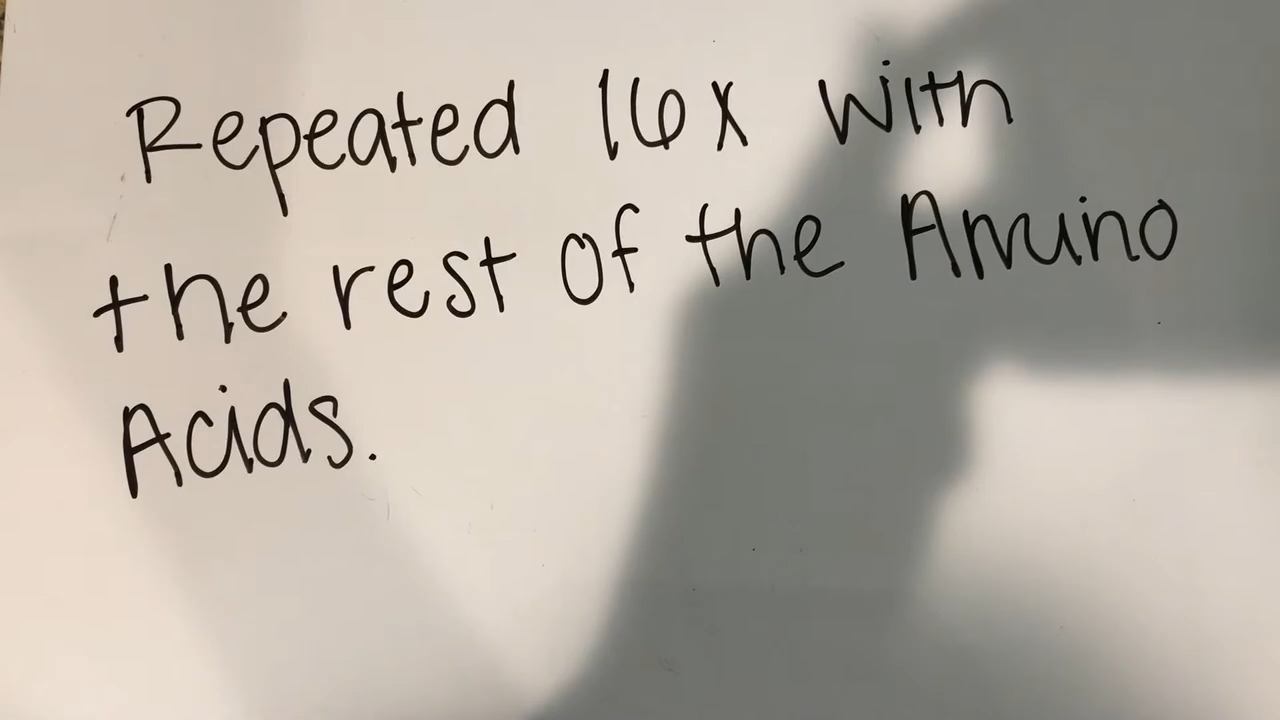 Repeated 16x with
the rest of the Amino
Acids.